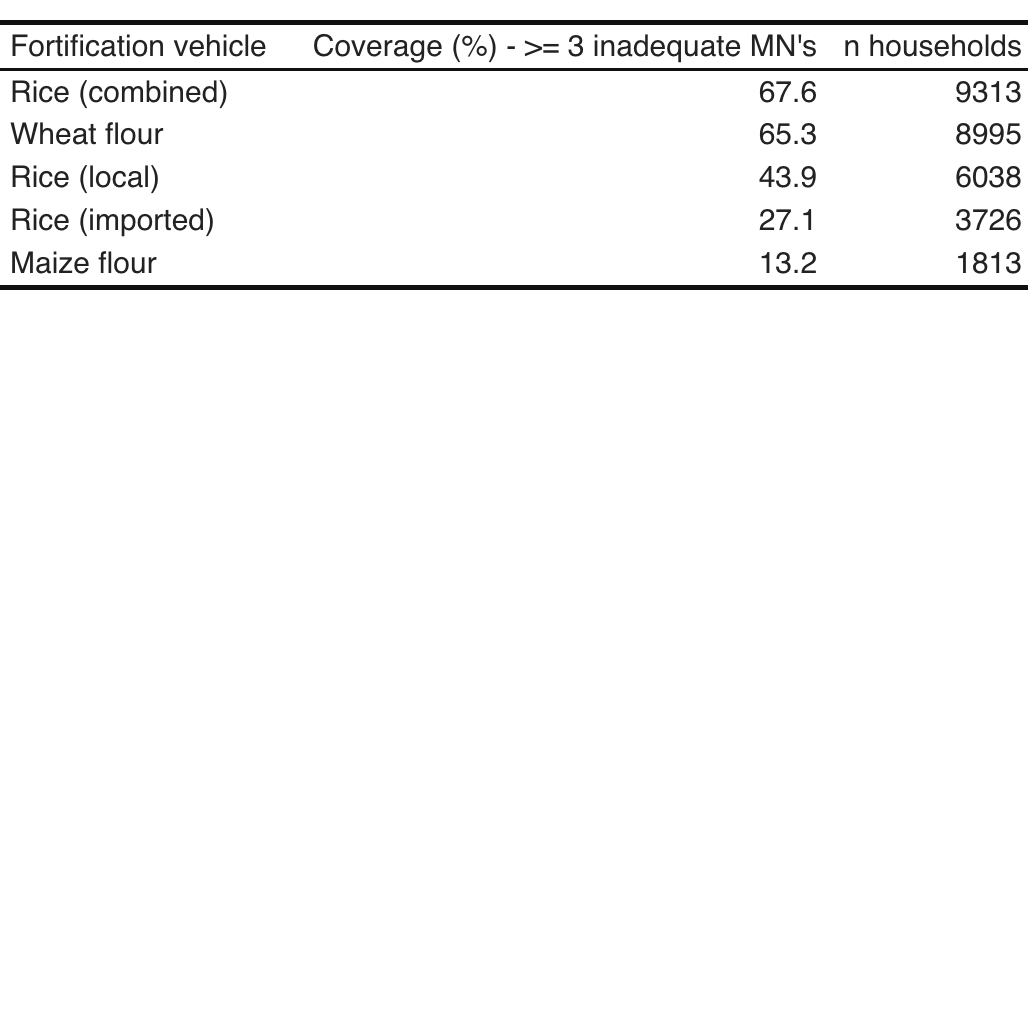 Fortification vehicle Coverage (%) - >= 3 inadequate MN's n households
Rice (combined) 67.6 9313
Wheat flour 65.3 8995
Rice (local) 43.9 6038
Rice (imported) 27.1 3726
Maize flour 13.2 1813